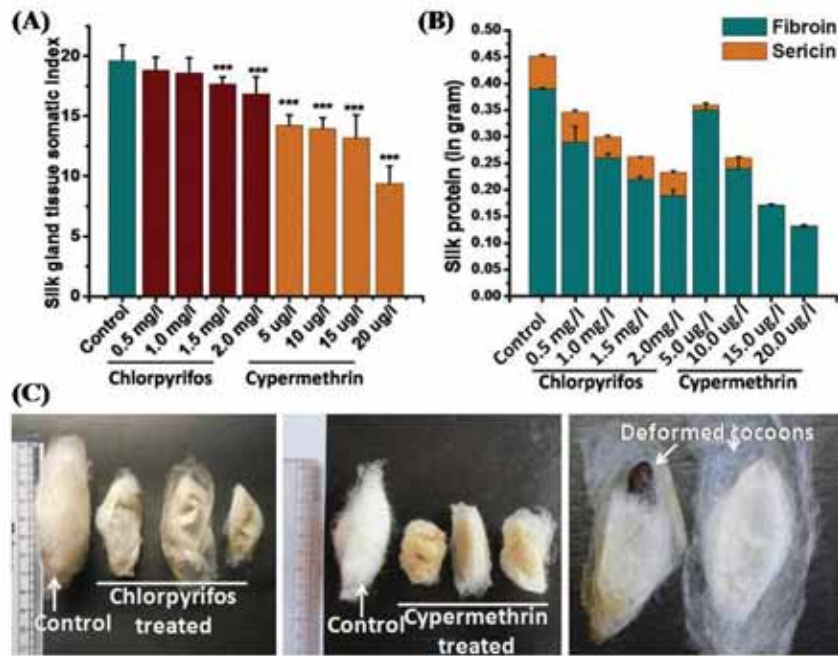 (A)
Silk gland tissue somatic index
20
15
10
5
0
***
***
***
***
***
***
Control
0.5 mg/l
1.0 mg/l
1.5 mg/l
2.0 mg/l
5 ug/l
10 ug/l
15 ug/l
20 ug/l
Chlorpyrifos
Cypermethrin
(B)
Silk protein (In gram)
0.50
0.45
0.40
0.35
0.30
0.25
0.20
0.15
0.10
0.05
0.00
Fibroin
Sericin
Control
0.5 mg/l
1.0 mg/l
1.5 mg/l
2.0mg/l
5.0 ug/l
10.0 ug/l
15.0 ug/l
20.0 ug/l
Chlorpyrifos
Cypermethrin
(C)
Control
Chlorpyrifos
treated
Control
Cypermethrin
treated
Deformed cocoons